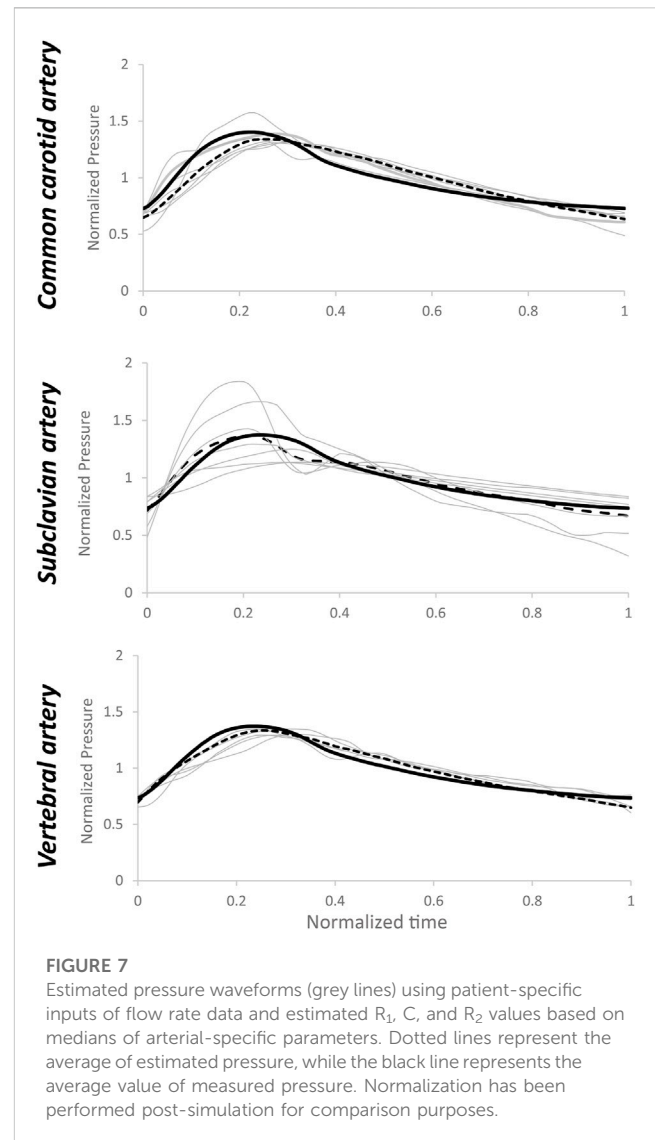 Common carotid artery
Normalized Pressure
2
1.5
1
0.5
0
0 0.2 0.4 0.6 0.8 1
Subclavian artery
Normalized Pressure
2
1.5
1
0.5
0
0 0.2 0.4 0.6 0.8 1
Vertebral artery
Normalized Pressure
2
1.5
1
0.5
0
0 0.2 0.4 0.6 0.8 1
Normalized time
FIGURE 7
Estimated pressure waveforms (grey lines) using patient-specific
inputs of flow rate data and estimated R₁, C, and R₂ values based on
medians of arterial-specific parameters. Dotted lines represent the
average of estimated pressure, while the black line represents the
average value of measured pressure. Normalization has been
performed post-simulation for comparison purposes.